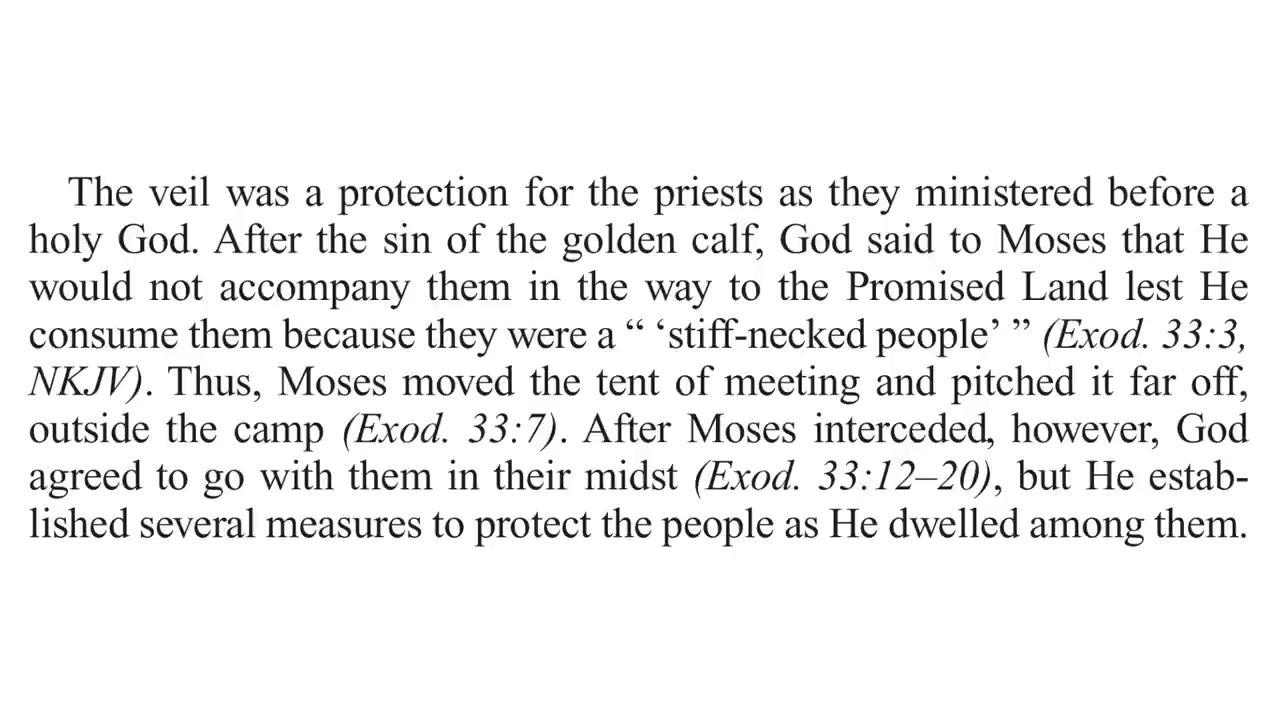 The veil was a protection for the priests as they ministered before a
holy God. After the sin of the golden calf, God said to Moses that He
would not accompany them in the way to the Promised Land lest He
consume them because they were a “ ‘stiff-necked people’ ” (Exod. 33:3,
NKJV). Thus, Moses moved the tent of meeting and pitched it far off,
outside the camp (Exod. 33:7). After Moses interceded, however, God
agreed to go with them in their midst (Exod. 33:12–20), but He estab-
lished several measures to protect the people as He dwelled among them.